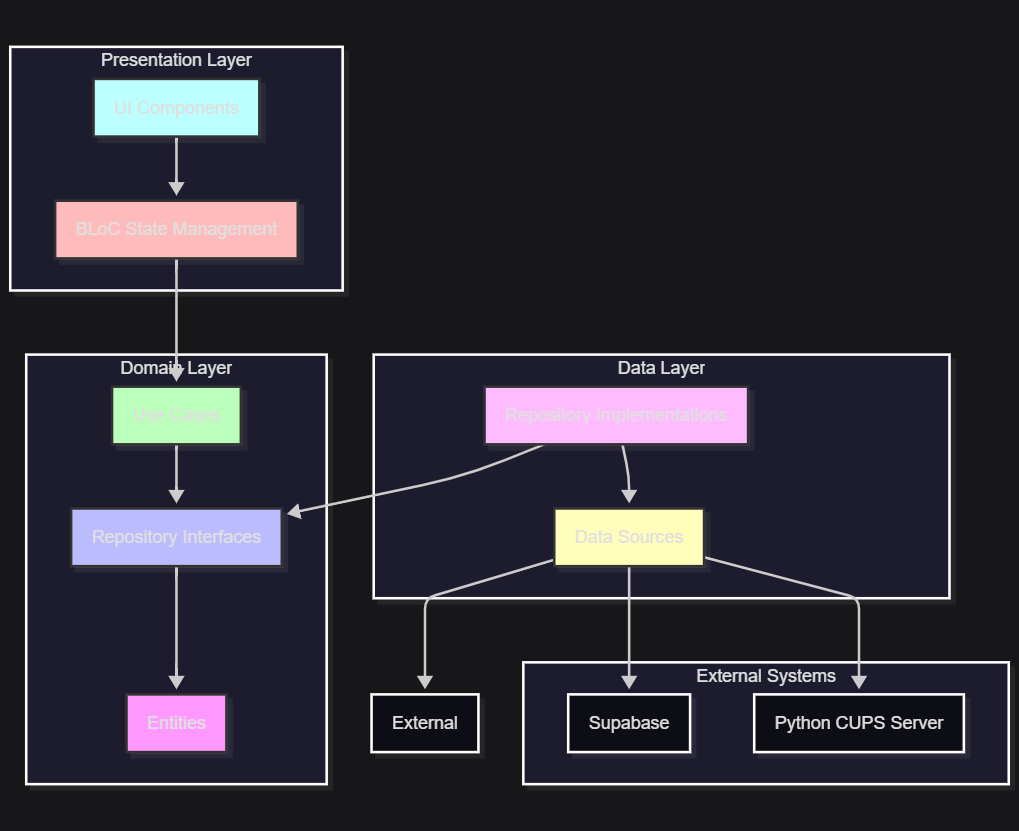 Presentation Layer
UI Components
BLoC State Management
Domain Layer
Use Cases
Repository Interfaces
Entities
Data Layer
Repository Implementations
Data Sources
External
External Systems
Supabase
Python CUPS Server